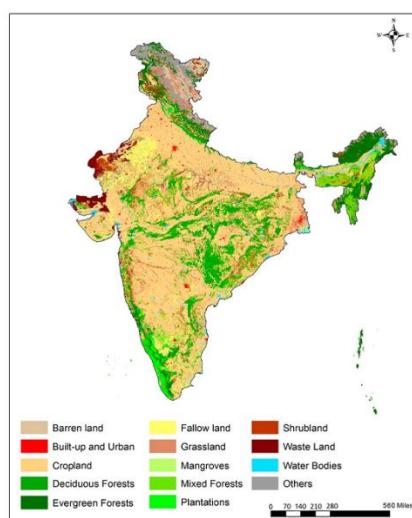 N
W E
S
Barren land
Built-up and Urban
Cropland
Deciduous Forests
Evergreen Forests
Fallow land
Grassland
Mangroves
Mixed Forests
Plantations
Shrubland
Waste Land
Water Bodies
Others
0 70 140 210 280 560 Miles